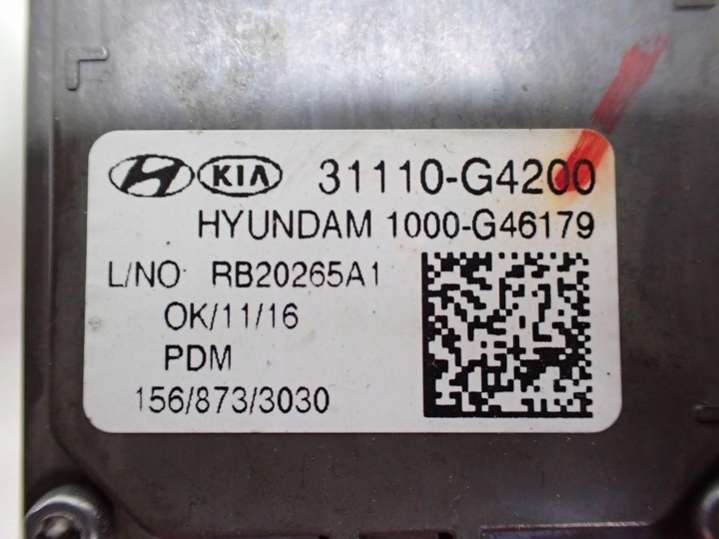 KIA 31110-G4200
HYUNDAM 1000-G46179
L/NO RB20265A1
OK/11/16
PDM
156/873/3030